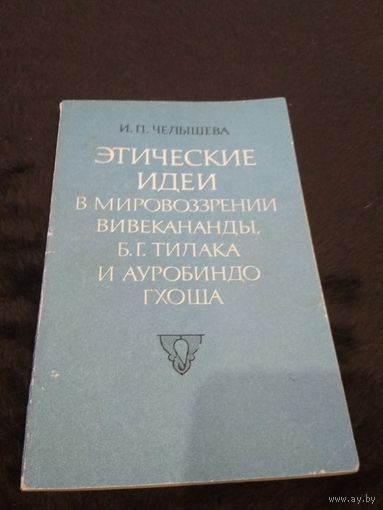 И.П. ЧЕЛЫШЕВА
ЭТИЧЕСКИЕ
ИДЕИ
В МИРОВОЗЗРЕНИИ
ВИВЕКАНАНДЫ,
Б.Г. ТИЛАКА
И АУРОБИНДО
ГХОША
www.ay.by